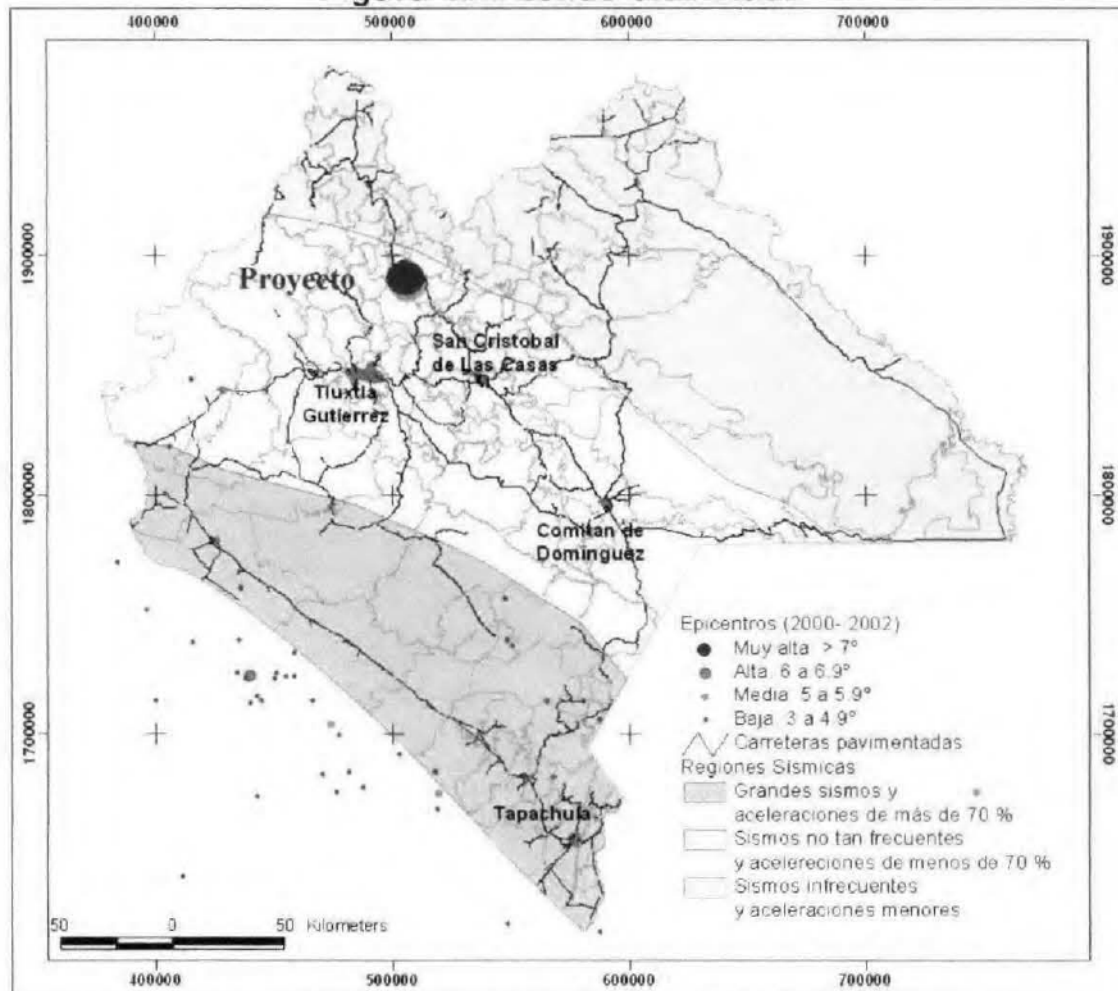 400000 500000 600000 700000
1900000 1900000
Proyecto
San Cristobal
de Las Casas
Tluxtla
Gutierrez
1800000 1800000
Comitan de
Dominguez
Epicentros (2000- 2002)
Muy alta > 7°
Alta 6 a 6.9°
Media 5 a 5.9°
Baja 3 a 4.9°
1700000 1700000
Carreteras pavimentadas
Regiones Sísmicas
Grandes sismos y
aceleraciones de más de 70 %
Tapachula
Sismos no tan frecuentes
y acelereciones de menos de 70 %
Sismos infrecuentes
y aceleraciones menores
50 0 50 Kilometers
400000 500000 600000 700000